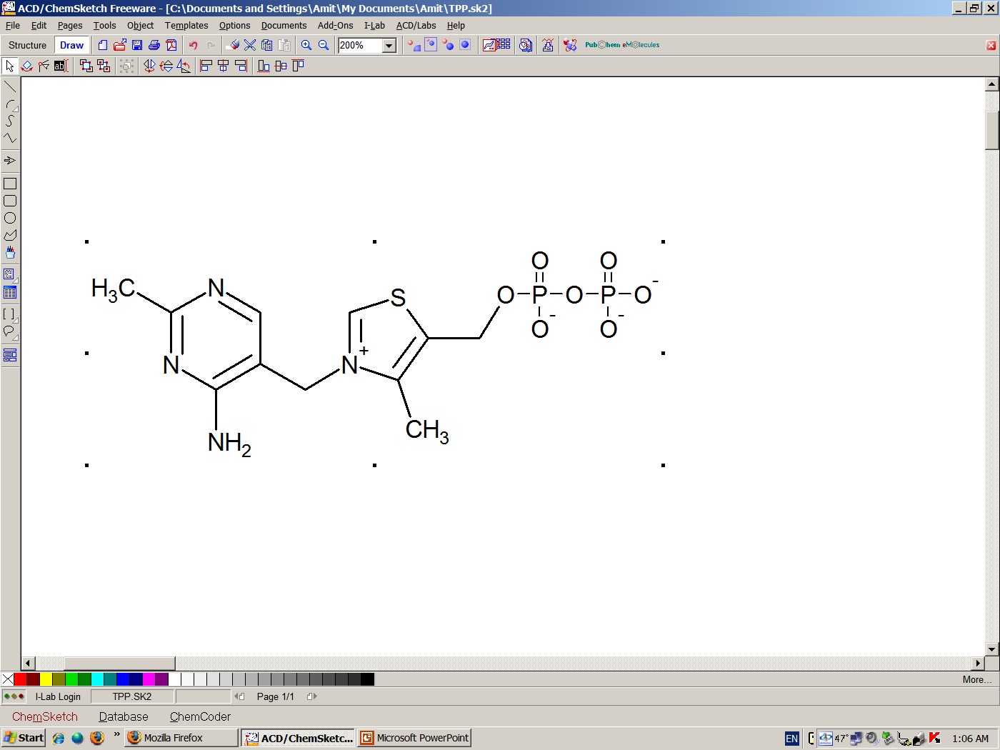 ACD/ChemSketch Freeware - [C:\Documents and Settings\Amit\My Documents\Amit\TPP.sk2]
File Edit Pages Tools Object Templates Options Documents Add-Ons I-Lab ACD/Labs Help
Structure Draw 200% PubChem eMolecules
ab
O O
H3C N S O P O P O -
O - O -
N N +
CH3
NH2
More...
I-Lab Login TPP.SK2 Page 1/1
ChemSketch Database ChemCoder
Start » Mozilla Firefox ACD/ChemSketc... Microsoft PowerPoint EN 47° 1:06 AM